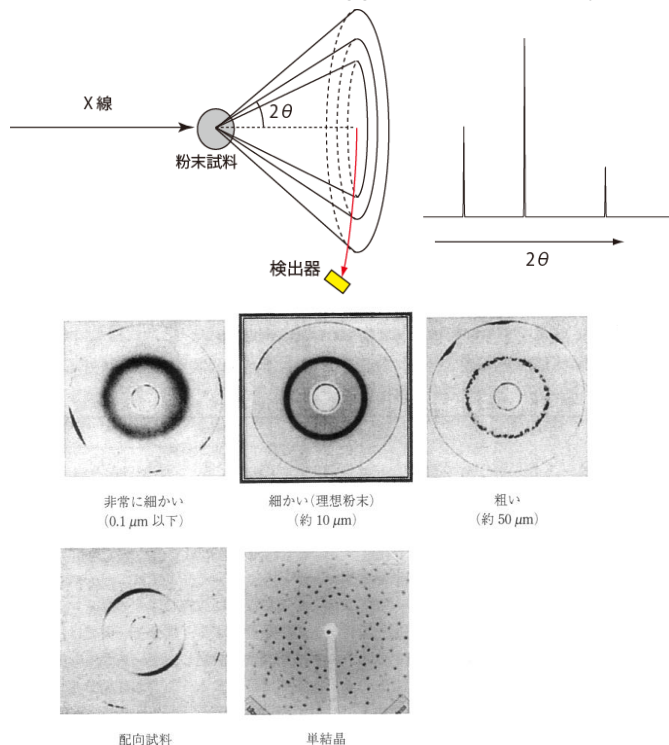 X線
2θ
粉末試料
検出器
2θ
非常に細かい
(0.1 μm 以下)
細かい(理想粉末)
(約 10 μm)
粗い
(約 50 μm)
配向試料
単結晶